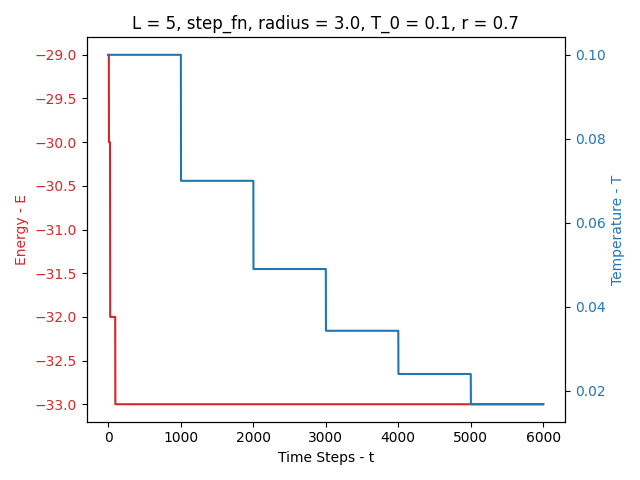 L = 5, step_fn, radius = 3.0, T_0 = 0.1, r = 0.7
Energy - E
−29.0
−29.5
−30.0
−30.5
−31.0
−31.5
−32.0
−32.5
−33.0
0.10
0.08
0.06
0.04
0.02
Temperature - T
0 1000 2000 3000 4000 5000 6000
Time Steps - t